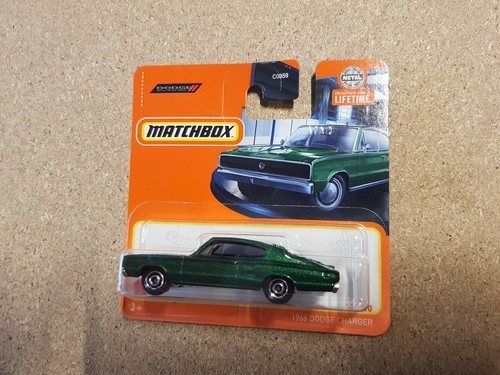 DODGE
C0859
METAL
LIFETIME
MATCHBOX
3+
1966 DODGE CHARGER